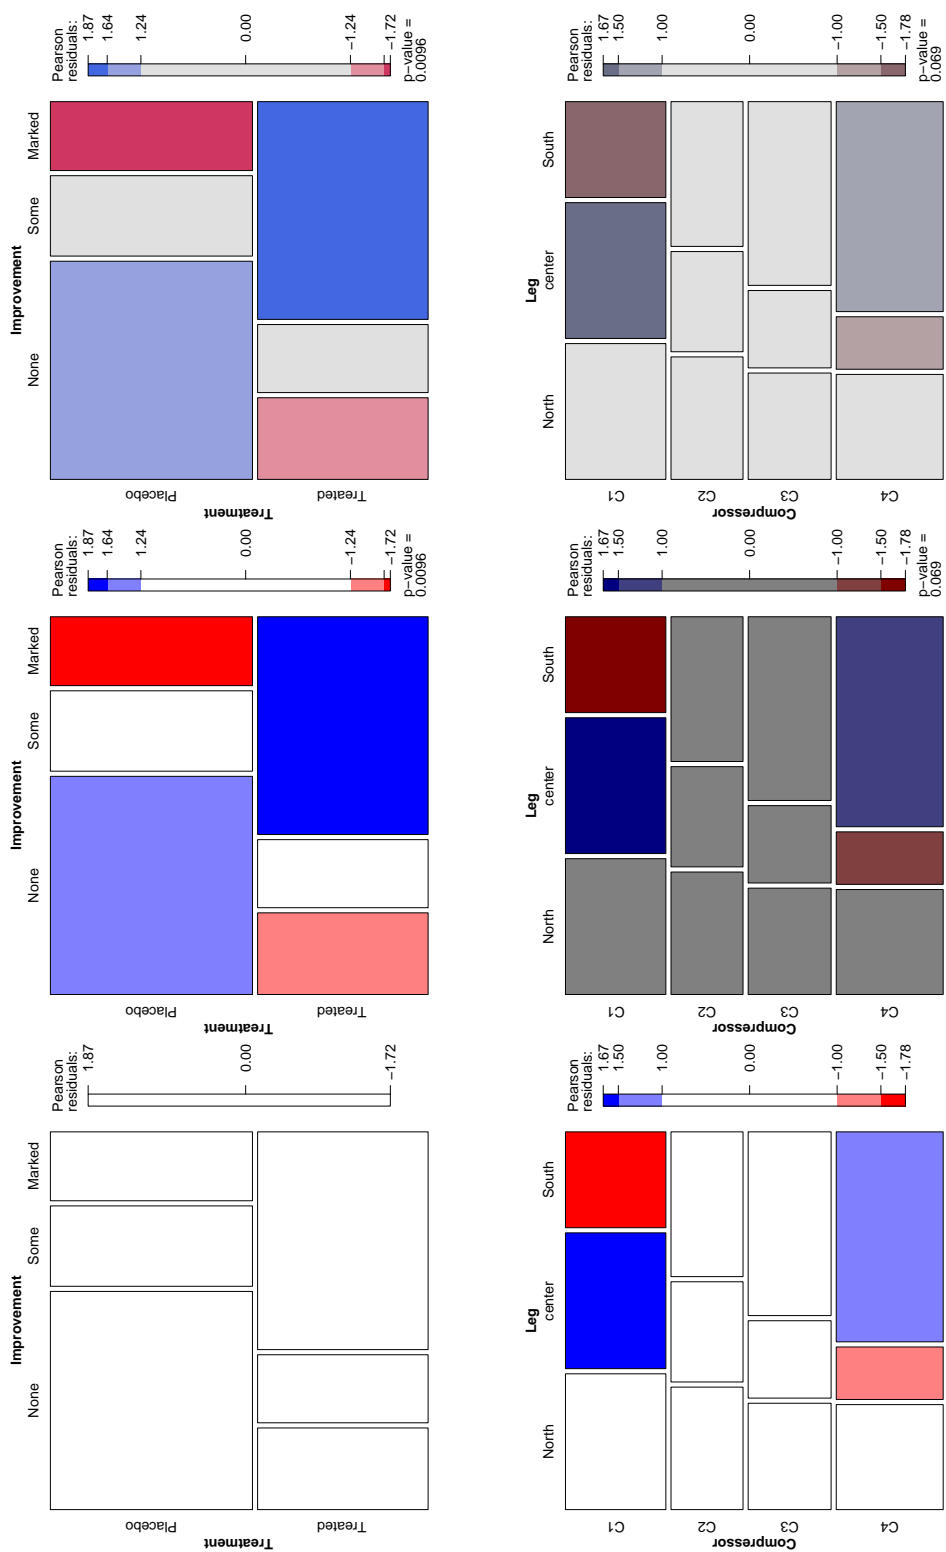 Improvement
None Some Marked
Treatment
Placebo
Treated
Pearson
residuals:
1.87
1.64
1.24
0.00
−1.24
−1.72
p−value =
0.0096
Leg
North center South
Compressor
C1
C2
C3
C4
Pearson
residuals:
1.67
1.50
1.00
0.00
−1.00
−1.50
−1.78
p−value =
0.069
Improvement
None Some Marked
Treatment
Placebo
Treated
Pearson
residuals:
1.87
1.64
1.24
0.00
−1.24
−1.72
p−value =
0.0096
Leg
North center South
Compressor
C1
C2
C3
C4
Pearson
residuals:
1.67
1.50
1.00
0.00
−1.00
−1.50
−1.78
p−value =
0.069
Improvement
None Some Marked
Treatment
Placebo
Treated
Pearson
residuals:
1.87
0.00
−1.72
Leg
North center South
Compressor
C1
C2
C3
C4
Pearson
residuals:
1.67
1.50
1.00
0.00
−1.00
−1.50
−1.78